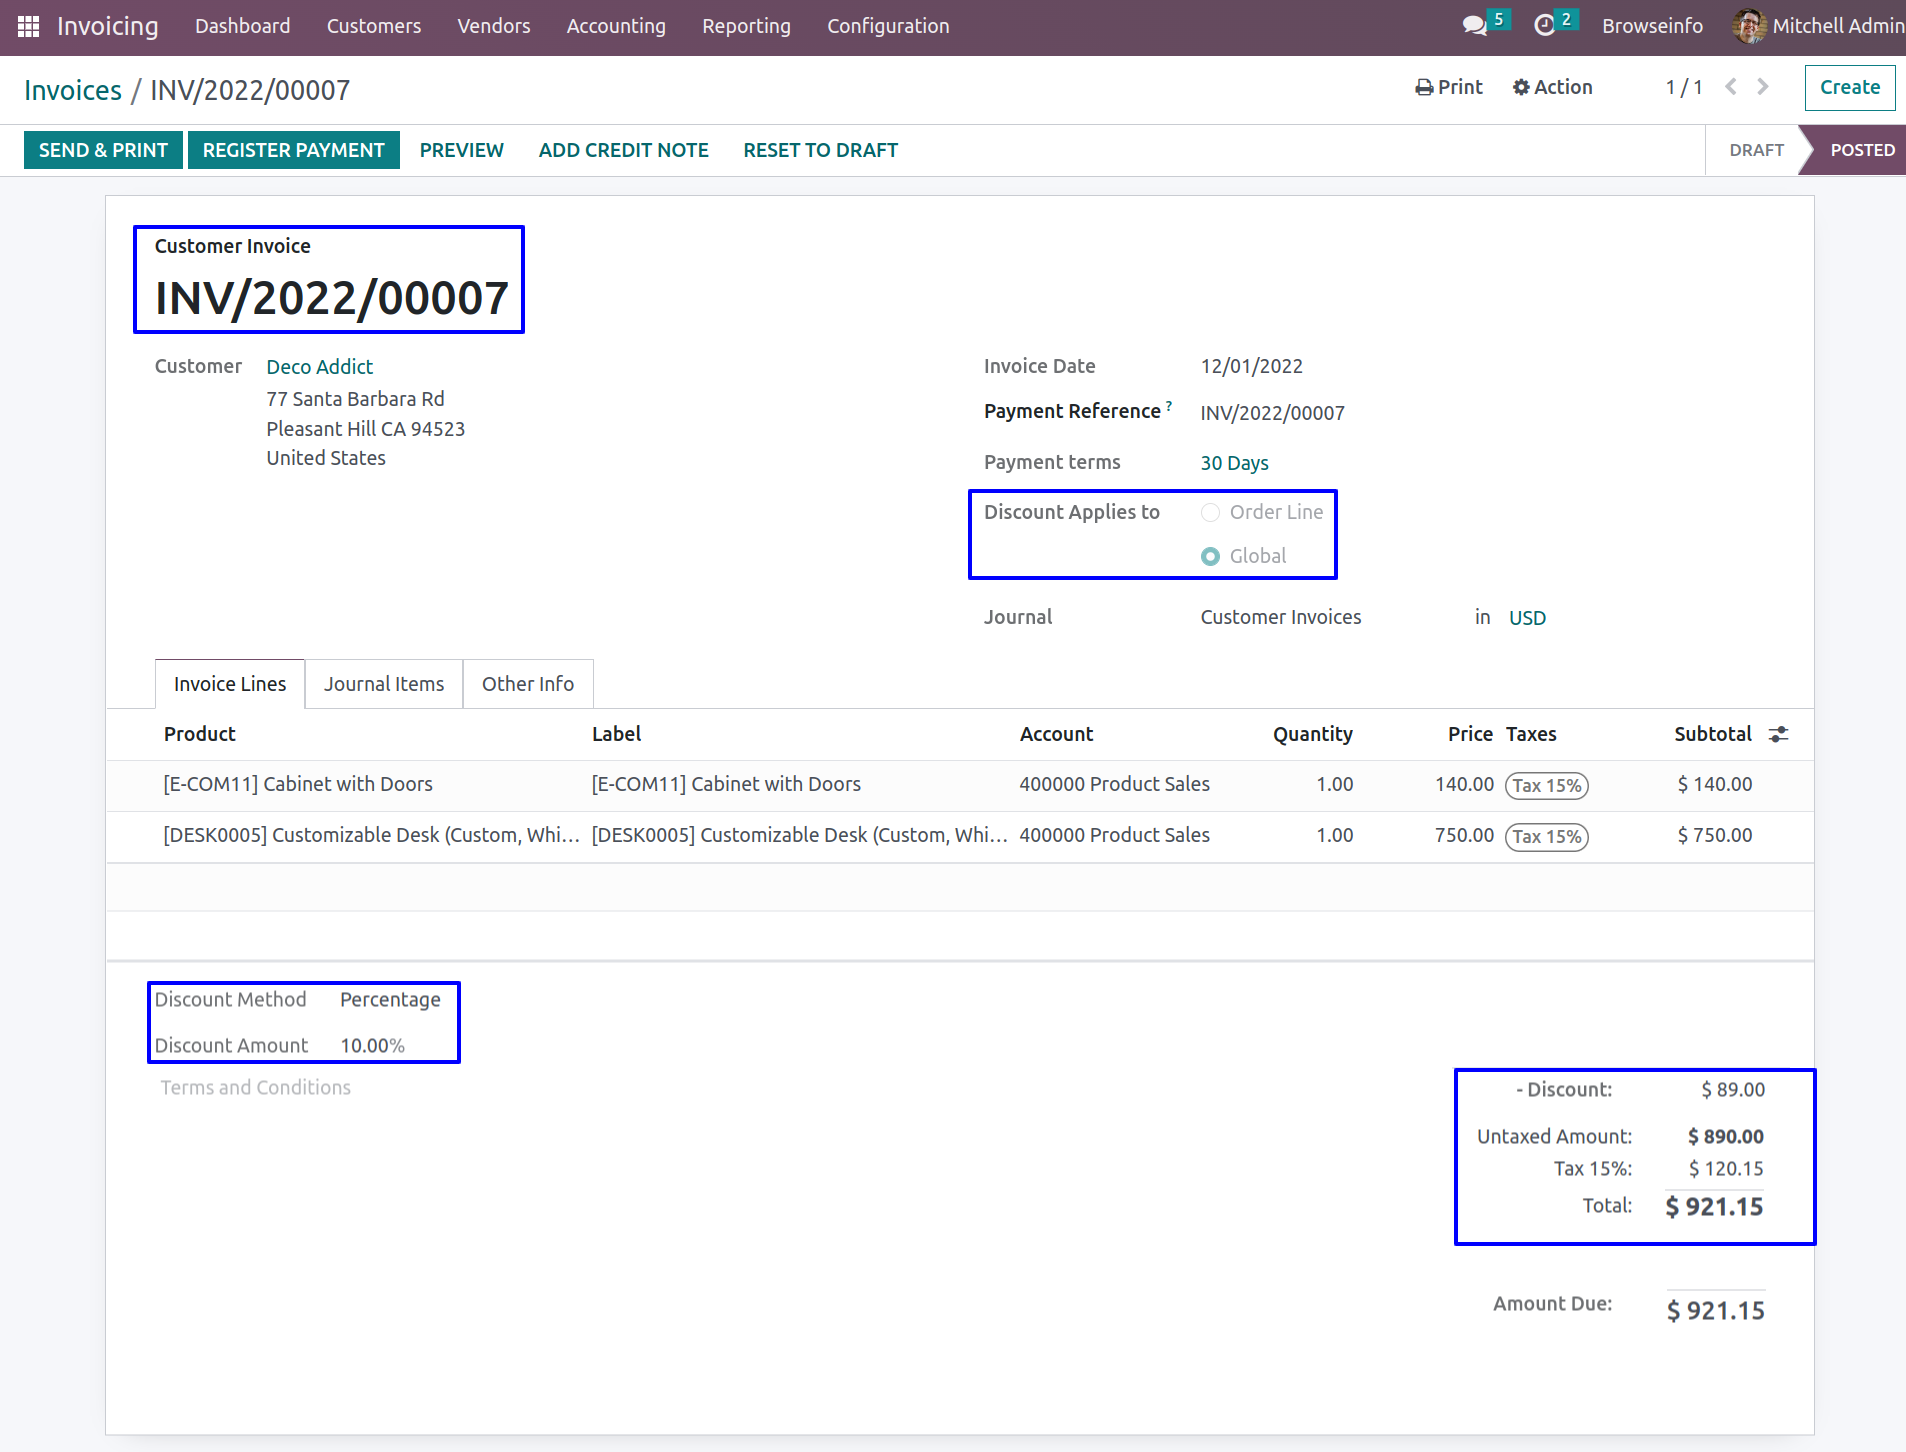 Invoicing Dashboard Customers Vendors Accounting Reporting Configuration 5 2 Browseinfo Mitchell Admin
Invoices / INV/2022/00007 Print Action 1 / 1 Create
SEND & PRINT REGISTER PAYMENT PREVIEW ADD CREDIT NOTE RESET TO DRAFT DRAFT POSTED
Customer Invoice
INV/2022/00007
Customer Deco Addict
77 Santa Barbara Rd
Pleasant Hill CA 94523
United States
Invoice Date 12/01/2022
Payment Reference ? INV/2022/00007
Payment terms 30 Days
Discount Applies to Order Line
Global
Journal Customer Invoices in USD
Invoice Lines Journal Items Other Info
Product Label Account Quantity Price Taxes Subtotal
[E-COM11] Cabinet with Doors [E-COM11] Cabinet with Doors 400000 Product Sales 1.00 140.00 Tax 15% $ 140.00
[DESK0005] Customizable Desk (Custom, Whi... [DESK0005] Customizable Desk (Custom, Whi... 400000 Product Sales 1.00 750.00 Tax 15% $ 750.00
Discount Method Percentage
Discount Amount 10.00%
Terms and Conditions
- Discount: $ 89.00
Untaxed Amount: $ 890.00
Tax 15%: $ 120.15
Total: $ 921.15
Amount Due: $ 921.15